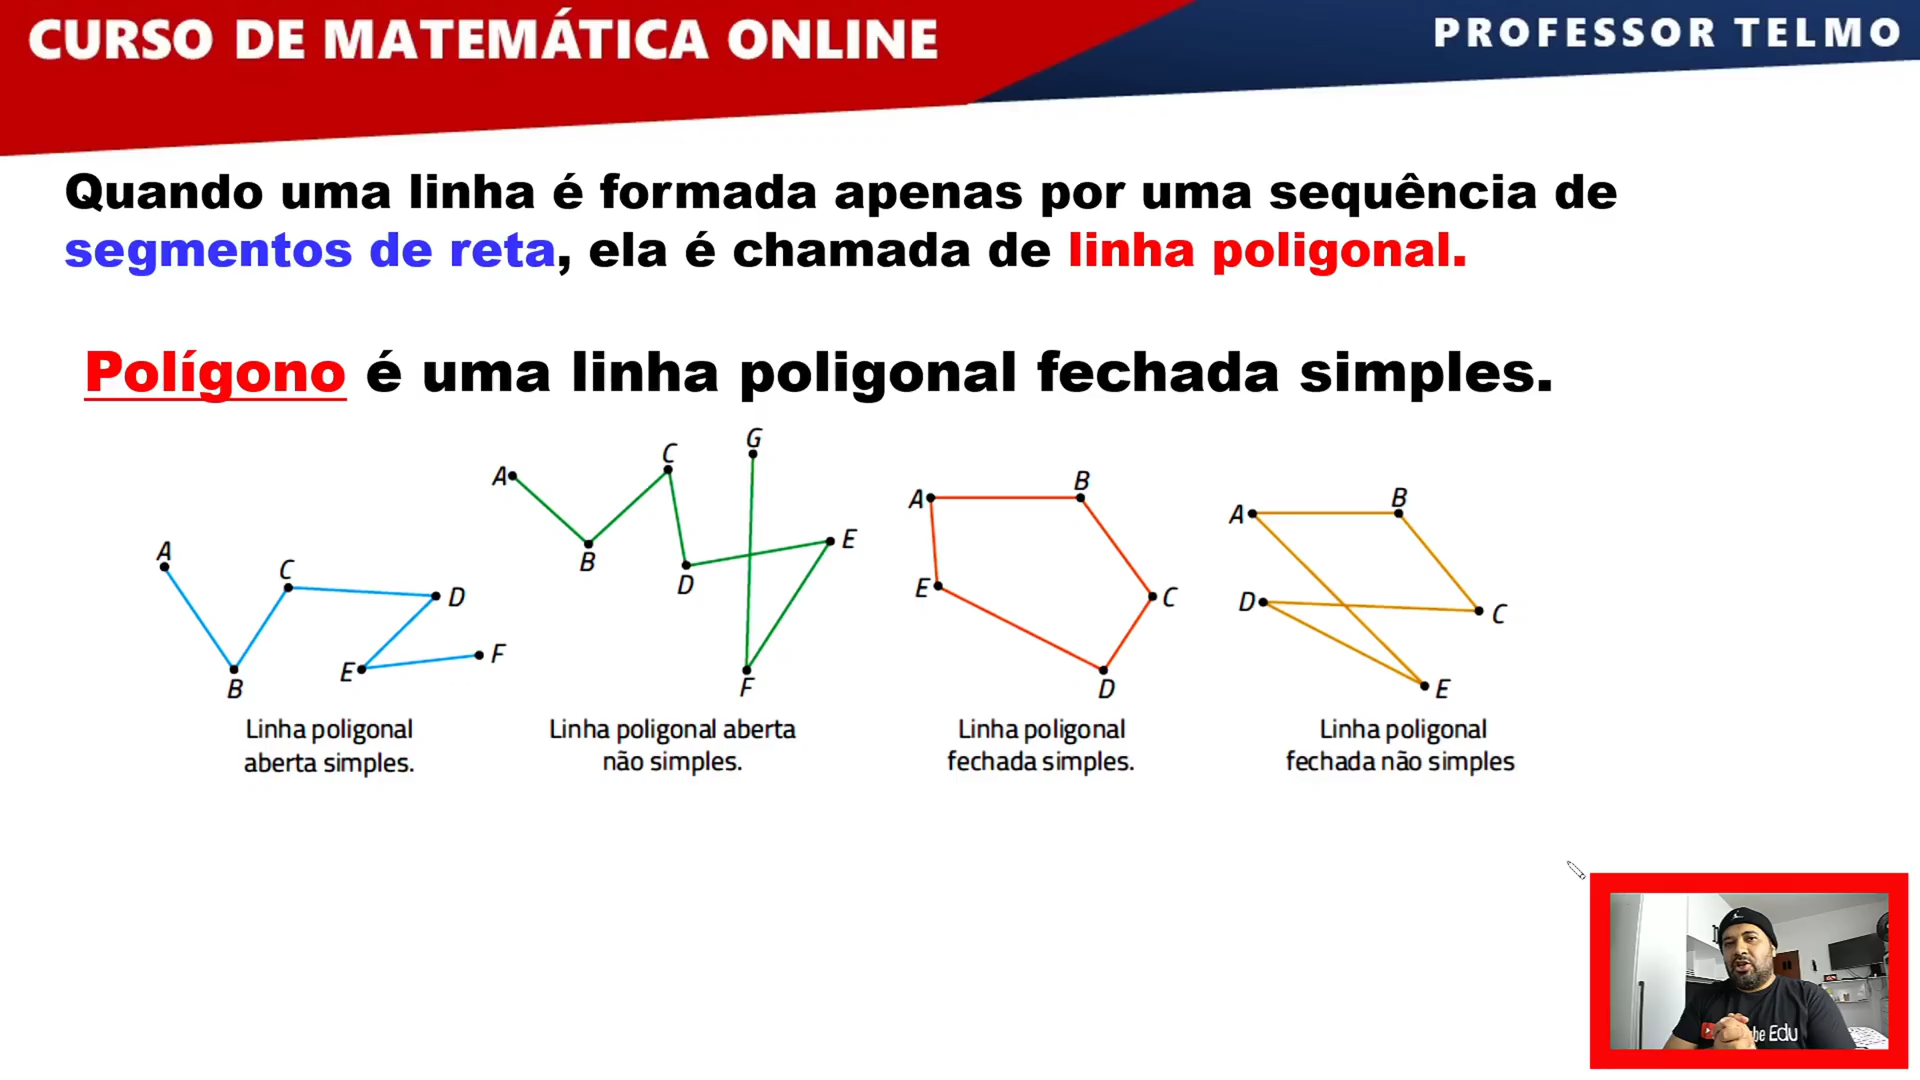 CURSO DE MATEMÁTICA ONLINE
PROFESSOR TELMO
Quando uma linha é formada apenas por uma sequência de
segmentos de reta, ela é chamada de linha poligonal.
Polígono é uma linha poligonal fechada simples.
A
B
C
D
E
F
Linha poligonal
aberta simples.
A
B
C
D
E
F
G
Linha poligonal aberta
não simples.
A
B
C
D
E
Linha poligonal
fechada simples.
A
B
C
D
E
Linha poligonal
fechada não simples
Edu